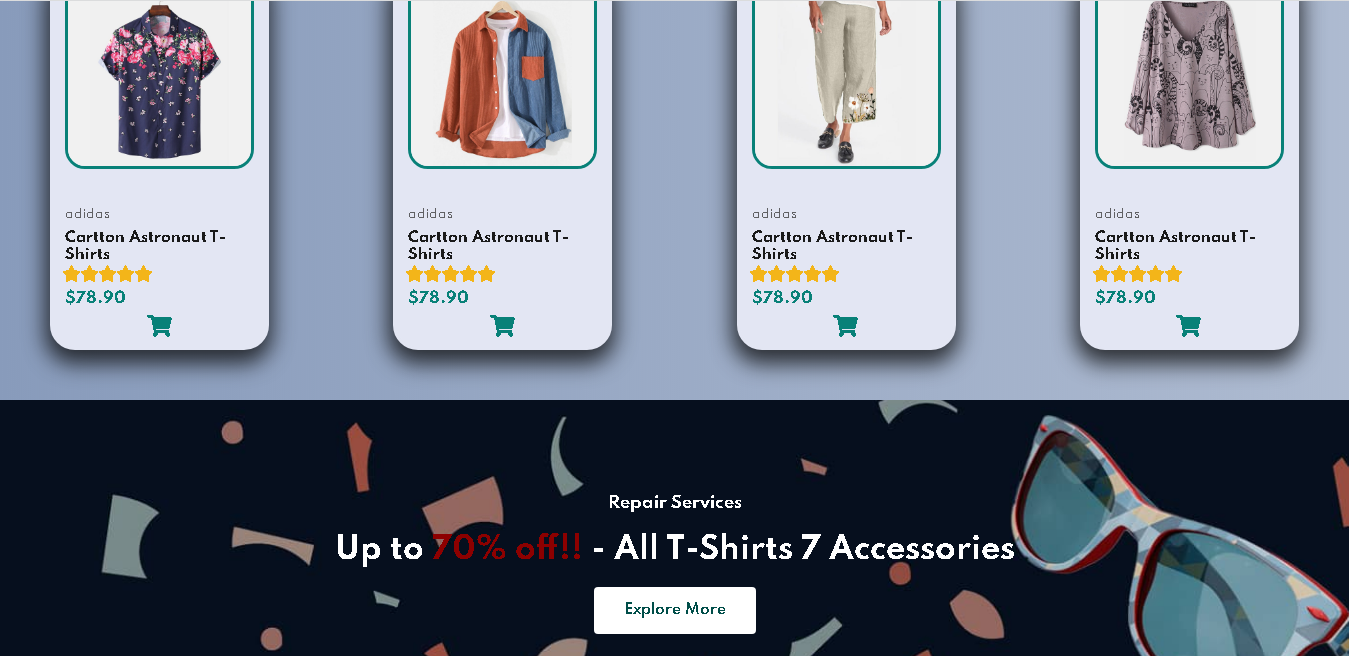 adidas
Cartton Astronaut T-
Shirts
$78.90
adidas
Cartton Astronaut T-
Shirts
$78.90
adidas
Cartton Astronaut T-
Shirts
$78.90
adidas
Cartton Astronaut T-
Shirts
$78.90
Repair Services
Up to 70% off!! - All T-Shirts 7 Accessories
Explore More